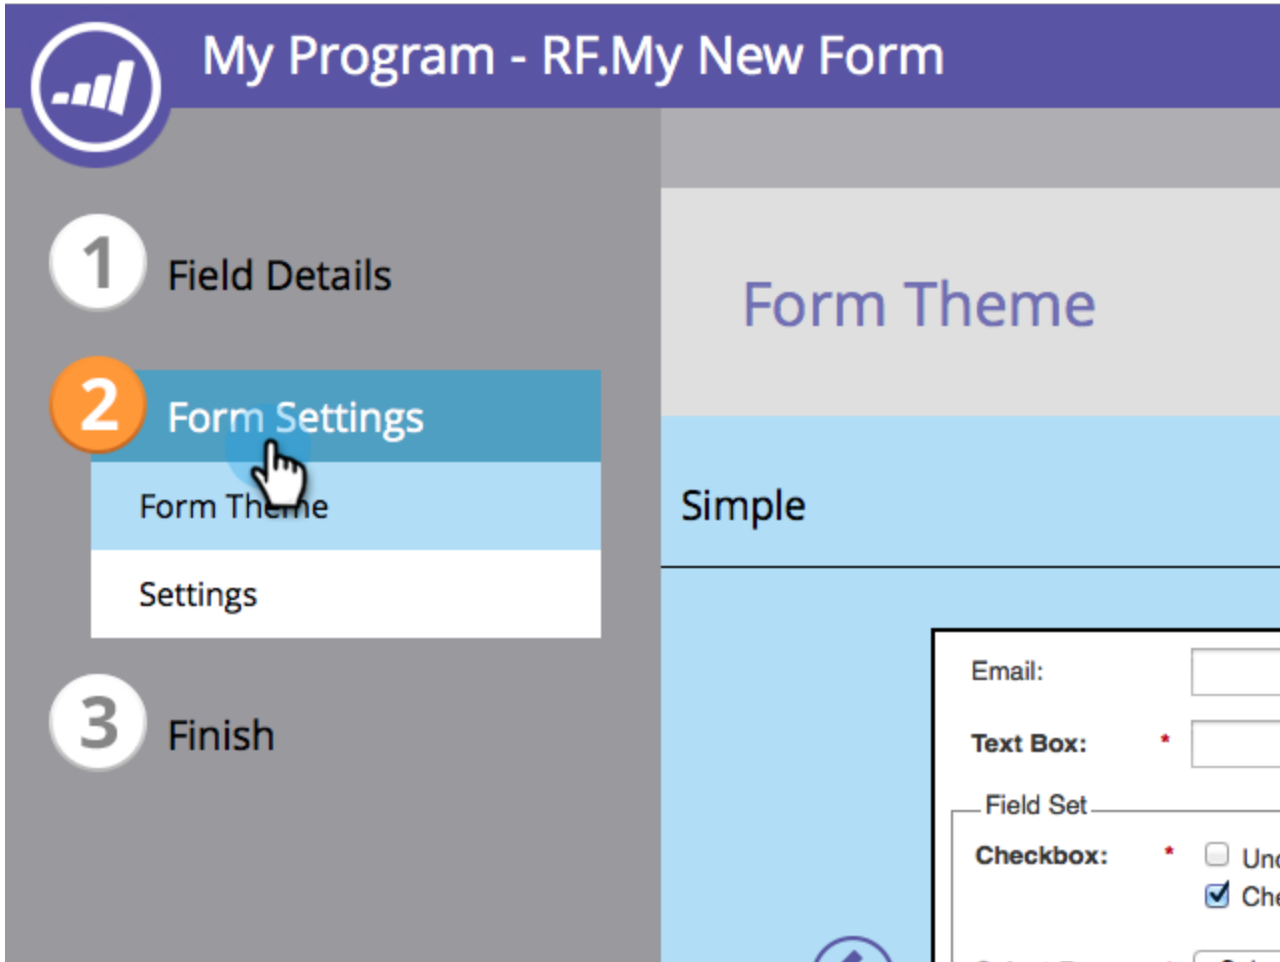 My Program - RF.My New Form
1
Field Details
2
Form Settings
Form Theme
Settings
3
Finish
Form Theme
Simple
Email:
Text Box: *
Field Set
Checkbox: *